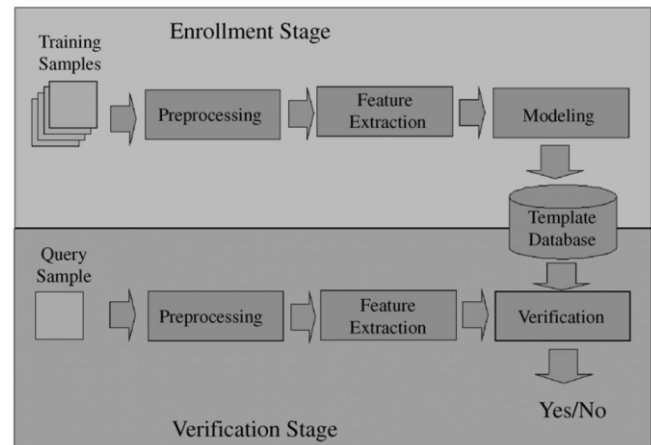 Enrollment Stage
Training
Samples
Preprocessing
Feature
Extraction
Modeling
Template
Database
Query
Sample
Preprocessing
Feature
Extraction
Verification
Yes/No
Verification Stage